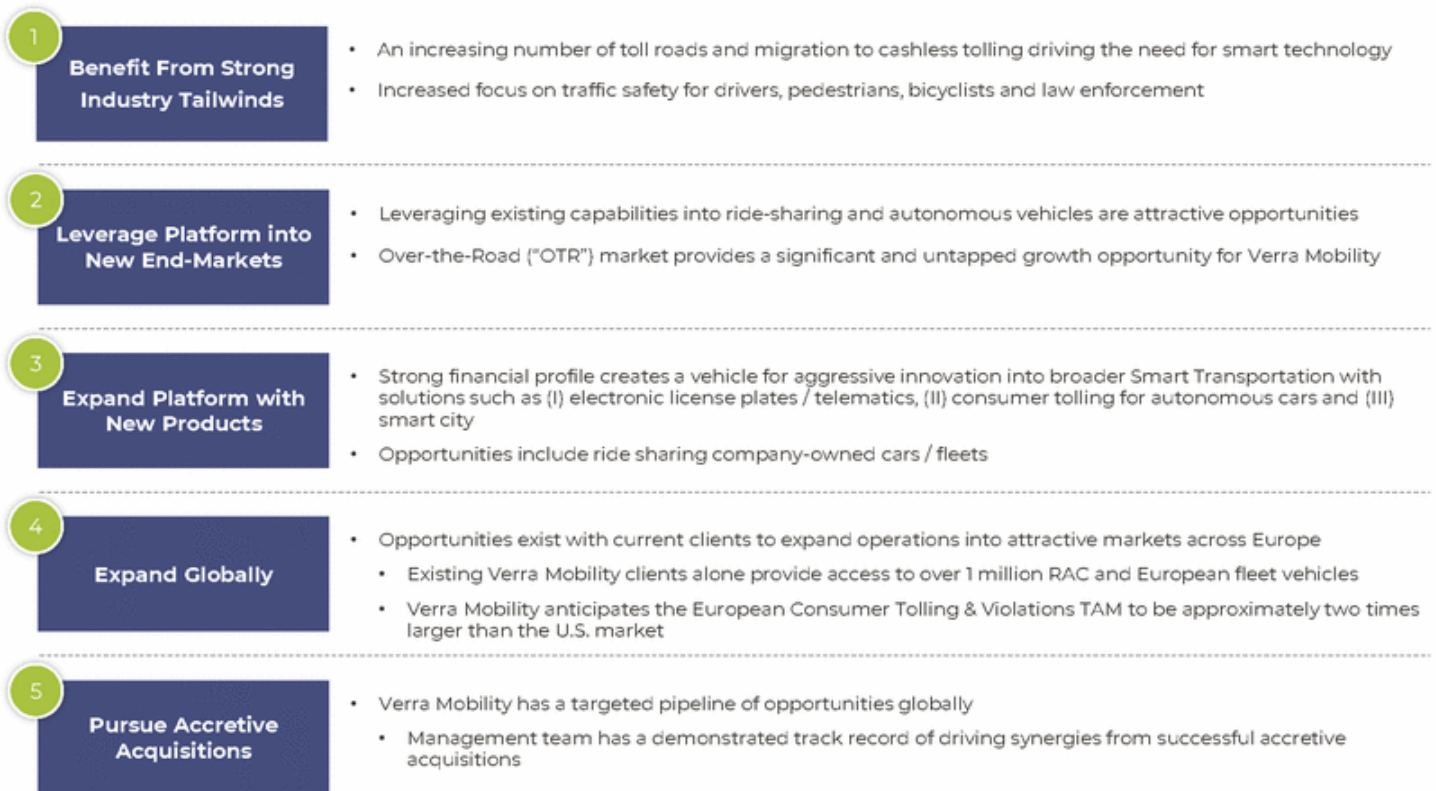 1
Benefit From Strong
Industry Tailwinds
• An increasing number of toll roads and migration to cashless tolling driving the need for smart technology
• Increased focus on traffic safety for drivers, pedestrians, bicyclists and law enforcement
2
Leverage Platform into
New End-Markets
• Leveraging existing capabilities into ride-sharing and autonomous vehicles are attractive opportunities
• Over-the-Road ("OTR") market provides a significant and untapped growth opportunity for Verra Mobility
3
Expand Platform with
New Products
• Strong financial profile creates a vehicle for aggressive innovation into broader Smart Transportation with
solutions such as (I) electronic license plates / telematics, (II) consumer tolling for autonomous cars and (III)
smart city
• Opportunities include ride sharing company-owned cars / fleets
4
Expand Globally
• Opportunities exist with current clients to expand operations into attractive markets across Europe
• Existing Verra Mobility clients alone provide access to over 1 million RAC and European fleet vehicles
• Verra Mobility anticipates the European Consumer Tolling & Violations TAM to be approximately two times
larger than the U.S. market
5
Pursue Accretive
Acquisitions
• Verra Mobility has a targeted pipeline of opportunities globally
• Management team has a demonstrated track record of driving synergies from successful accretive
acquisitions